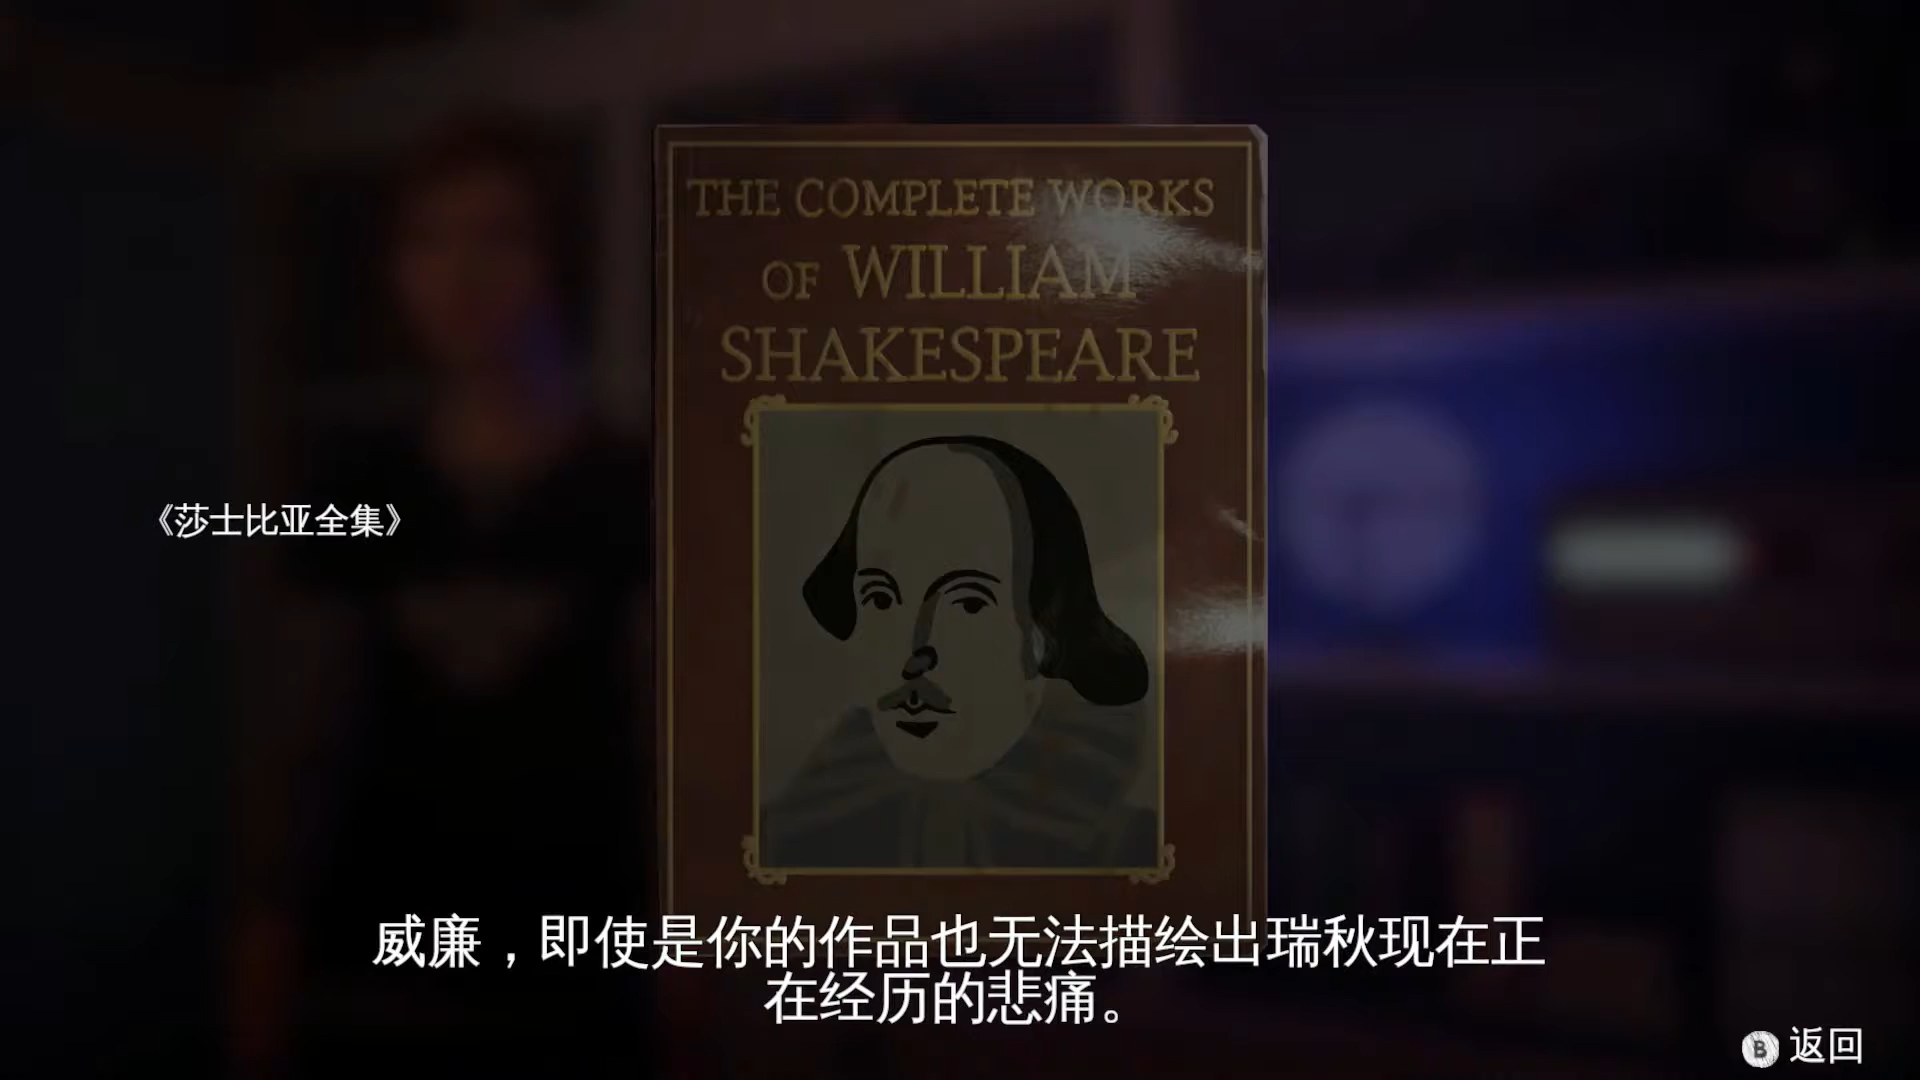 THE COMPLETE WORKS
OF WILLIAM
SHAKESPEARE
《莎士比亚全集》
威廉，即使是你的作品也无法描绘出瑞秋现在正
在经历的悲痛。
B 返回